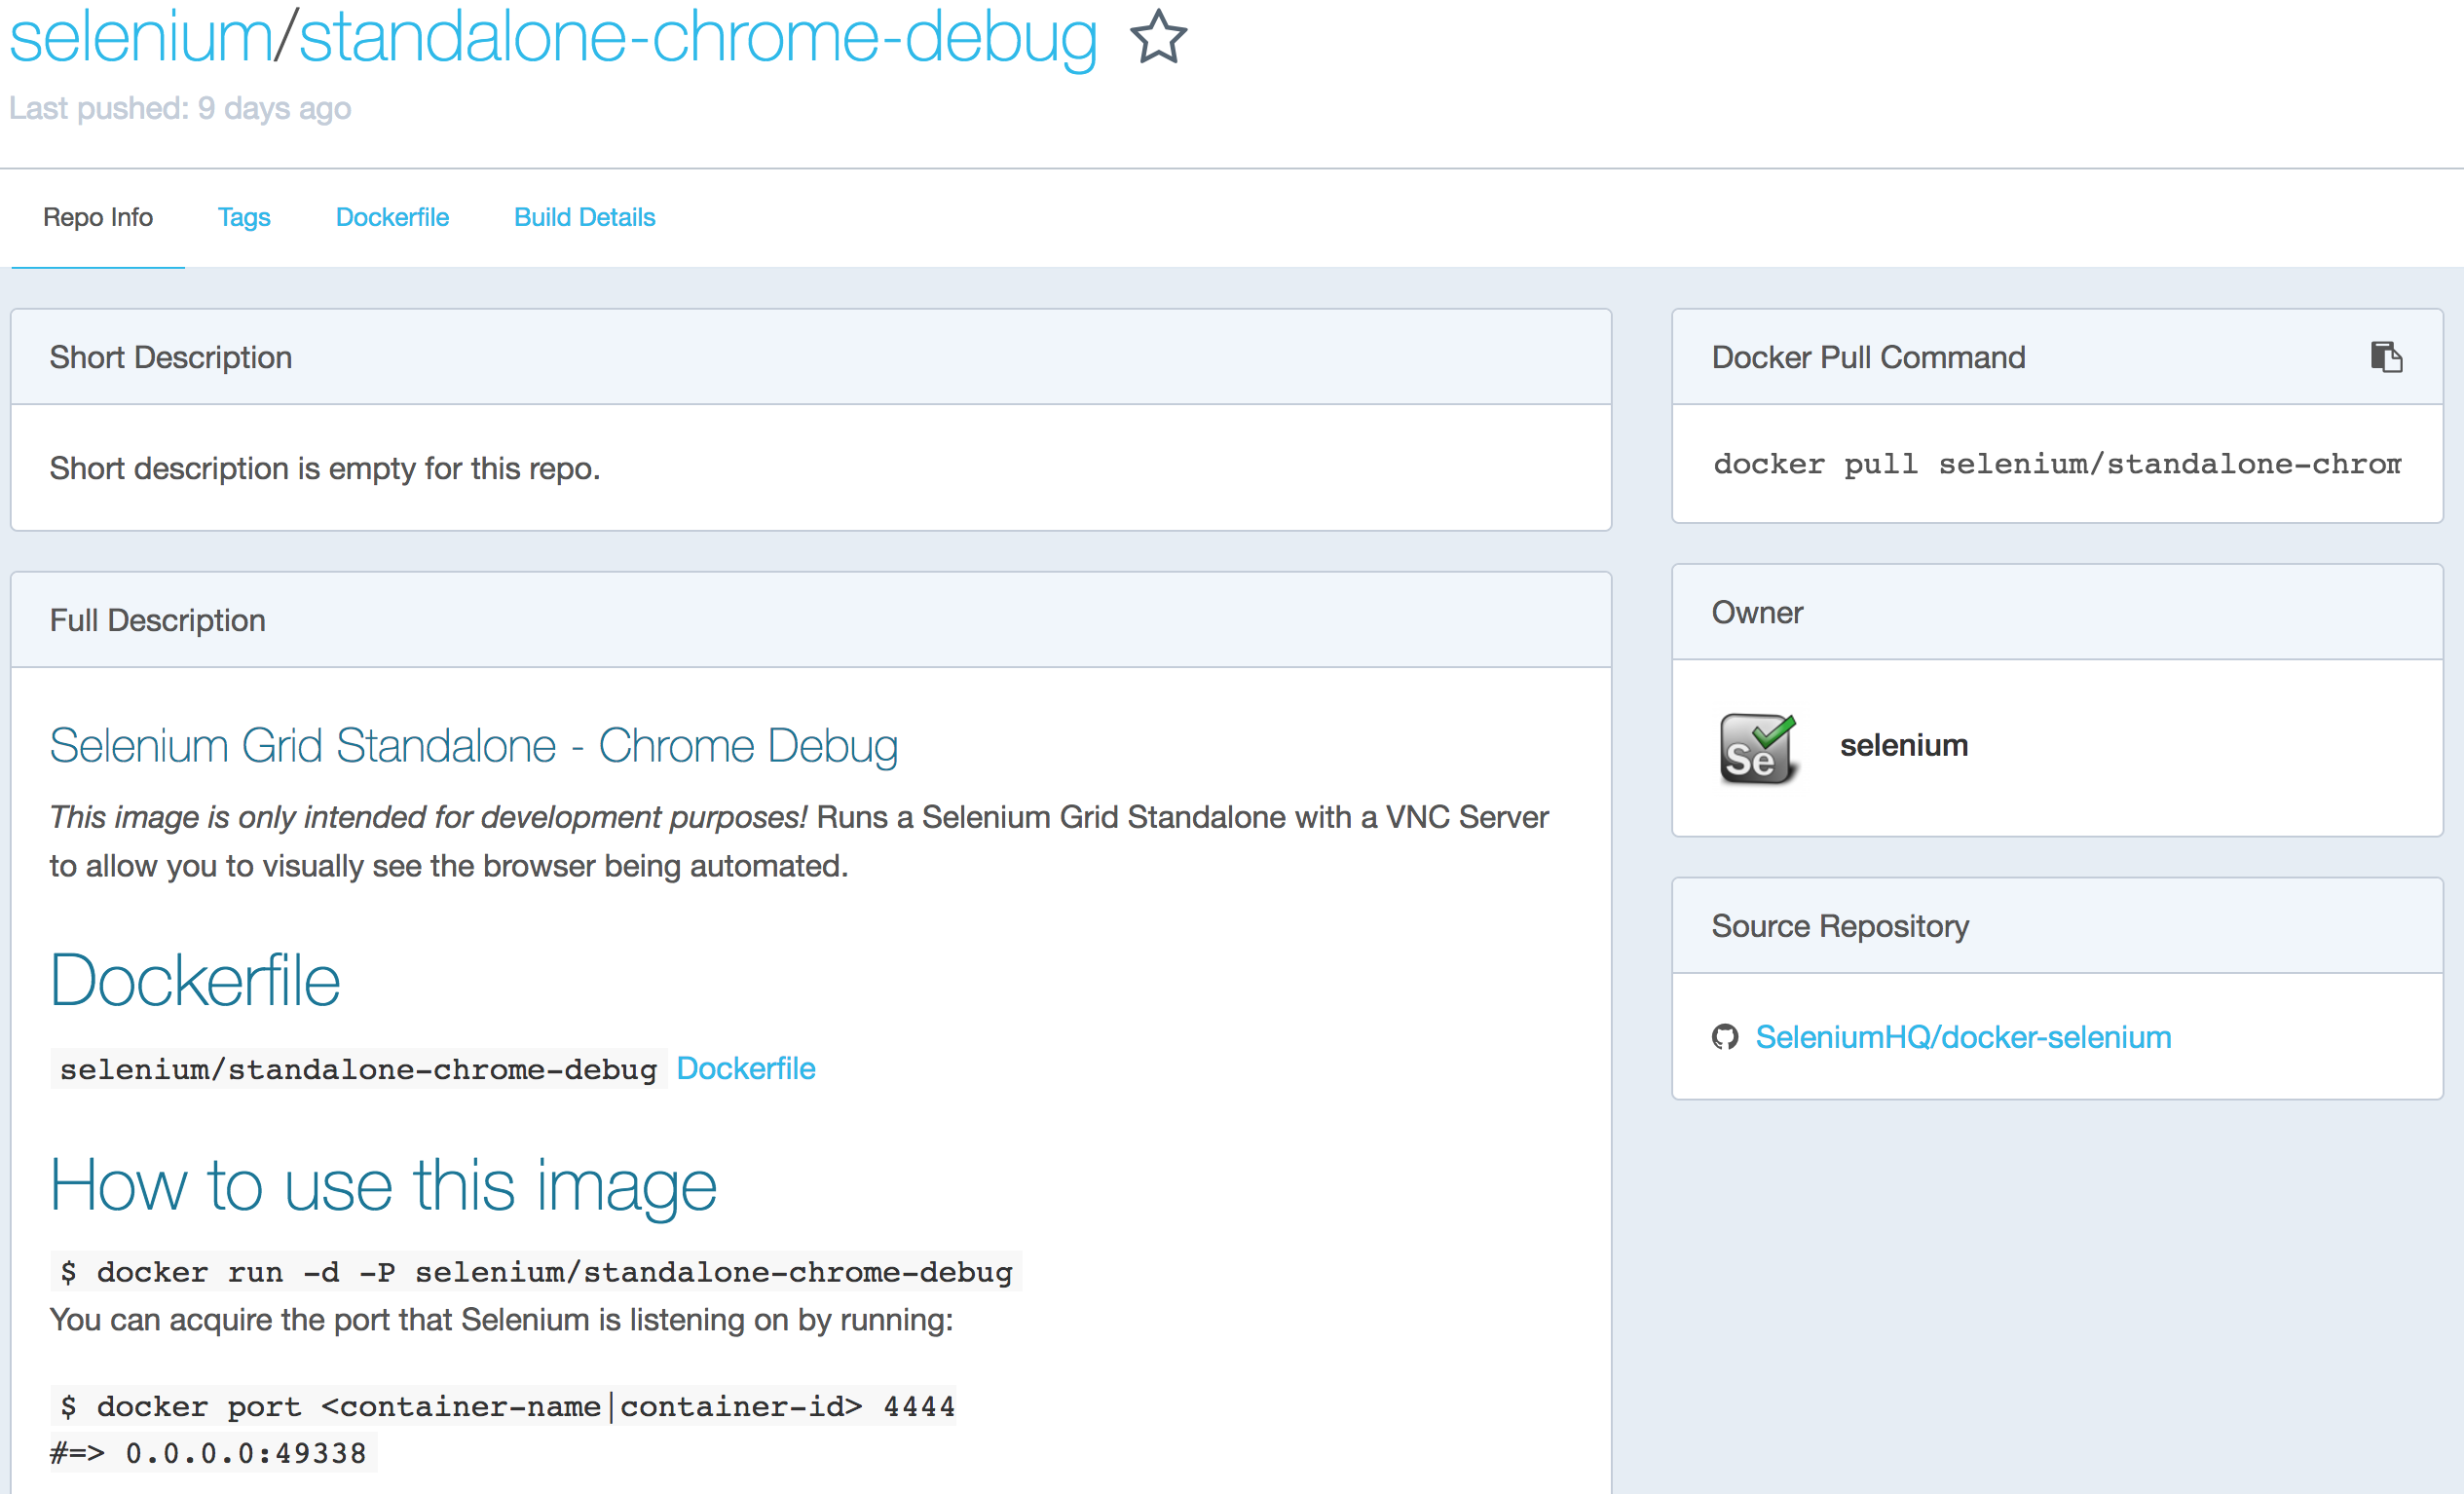 selenium/standalone-chrome-debug
Last pushed: 9 days ago
Repo Info
Tags
Dockerfile
Build Details
Short Description
Short description is empty for this repo.
Full Description
Selenium Grid Standalone - Chrome Debug
This image is only intended for development purposes! Runs a Selenium Grid Standalone with a VNC Server
to allow you to visually see the browser being automated.
Dockerfile
selenium/standalone-chrome-debug Dockerfile
How to use this image
$ docker run -d -P selenium/standalone-chrome-debug
You can acquire the port that Selenium is listening on by running:
$ docker port <container-name|container-id> 4444
#=> 0.0.0.0:49338
Docker Pull Command
docker pull selenium/standalone-chrom
Owner
Se
selenium
Source Repository
SeleniumHQ/docker-selenium